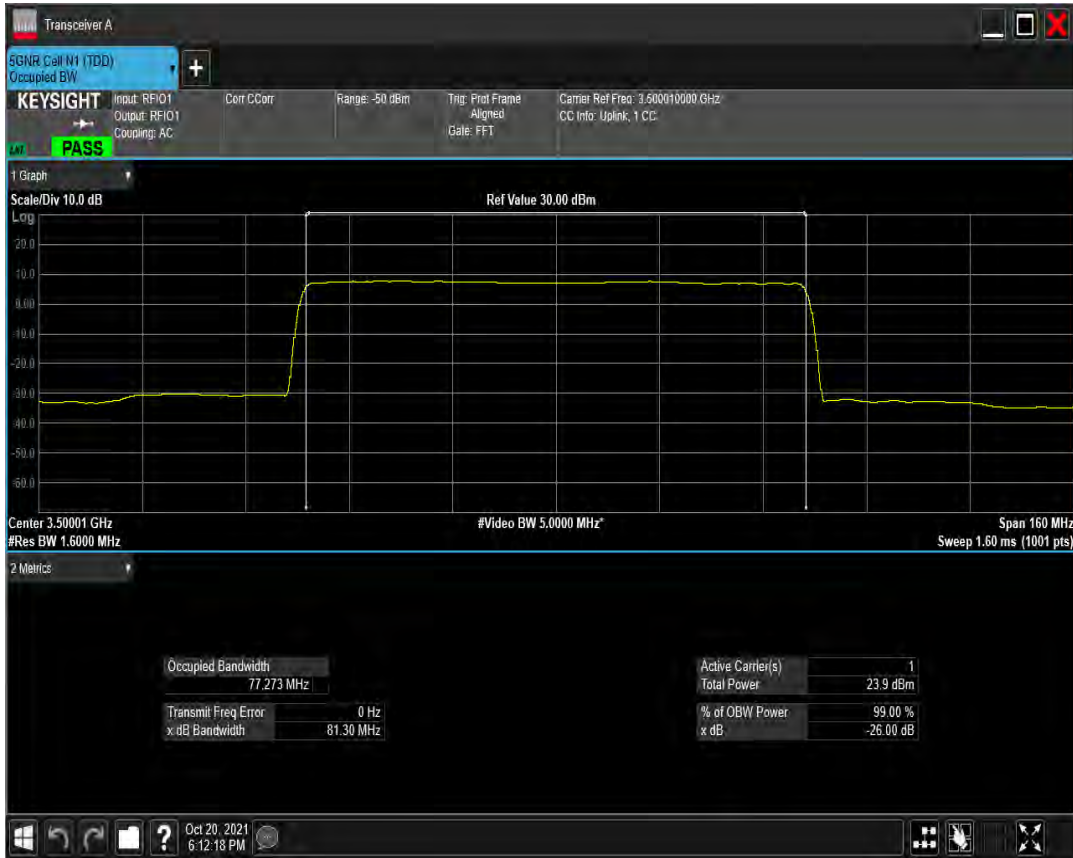 Transceiver A
5GNR Cell N1 (TDD)
Occupied BW
+
KEYSIGHT
Input: RFIO1
Output: RFIO1
Coupling: AC
Corr CCorr
Range: -50 dBm
Trig: Prot Frame
Aligned
Gate: FFT
Carrier Ref Freq: 3.500010000 GHz
CC Info: Uplink, 1 CC
PASS
1 Graph
Scale/Div 10.0 dB
Ref Value 30.00 dBm
Log
20.0
10.0
0.00
-10.0
-20.0
-30.0
-40.0
-50.0
-60.0
Center 3.50001 GHz
#Video BW 5.0000 MHz*
Span 160 MHz
#Res BW 1.6000 MHz
Sweep 1.60 ms (1001 pts)
2 Metrics
Occupied Bandwidth
77.273 MHz
Transmit Freq Error 0 Hz
x dB Bandwidth 81.30 MHz
Active Carrier(s) 1
Total Power 23.9 dBm
% of OBW Power 99.00 %
x dB -26.00 dB
?
Oct 20, 2021
6:12:18 PM